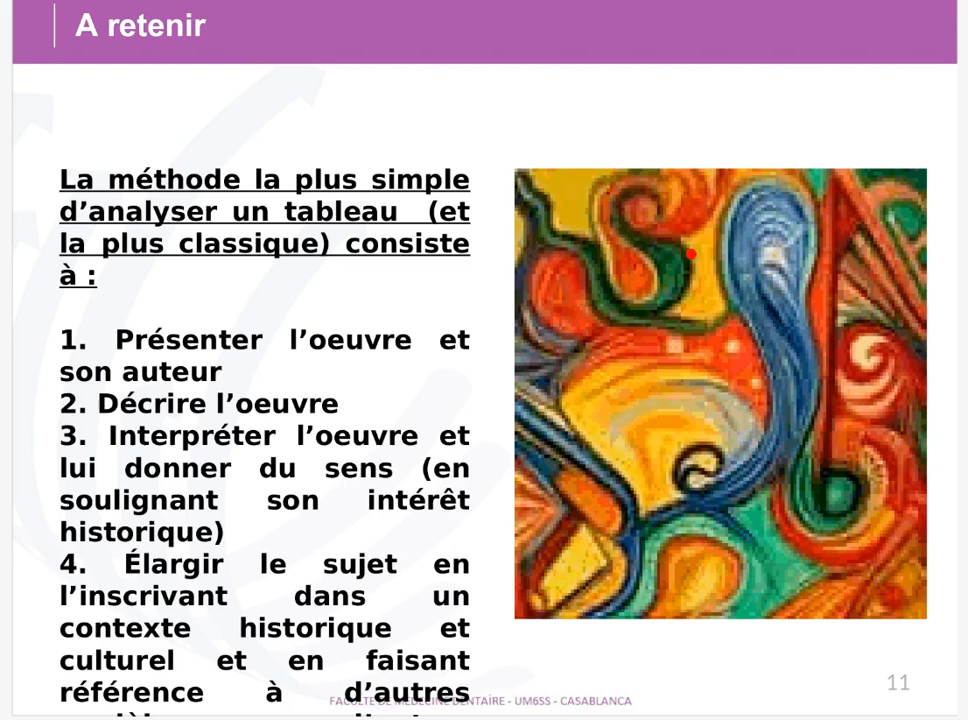 A retenir
La méthode la plus simple
d’analyser un tableau (et
la plus classique) consiste
à :
1. Présenter l’oeuvre et
son auteur
2. Décrire l’oeuvre
3. Interpréter l’oeuvre et
lui donner du sens (en
soulignant son intérêt
historique)
4. Élargir le sujet en
l’inscrivant dans un
contexte historique et
culturel et en faisant
référence à d’autres
FACULTE DE MEDECINE DENTAIRE - UM6SS - CASABLANCA
11